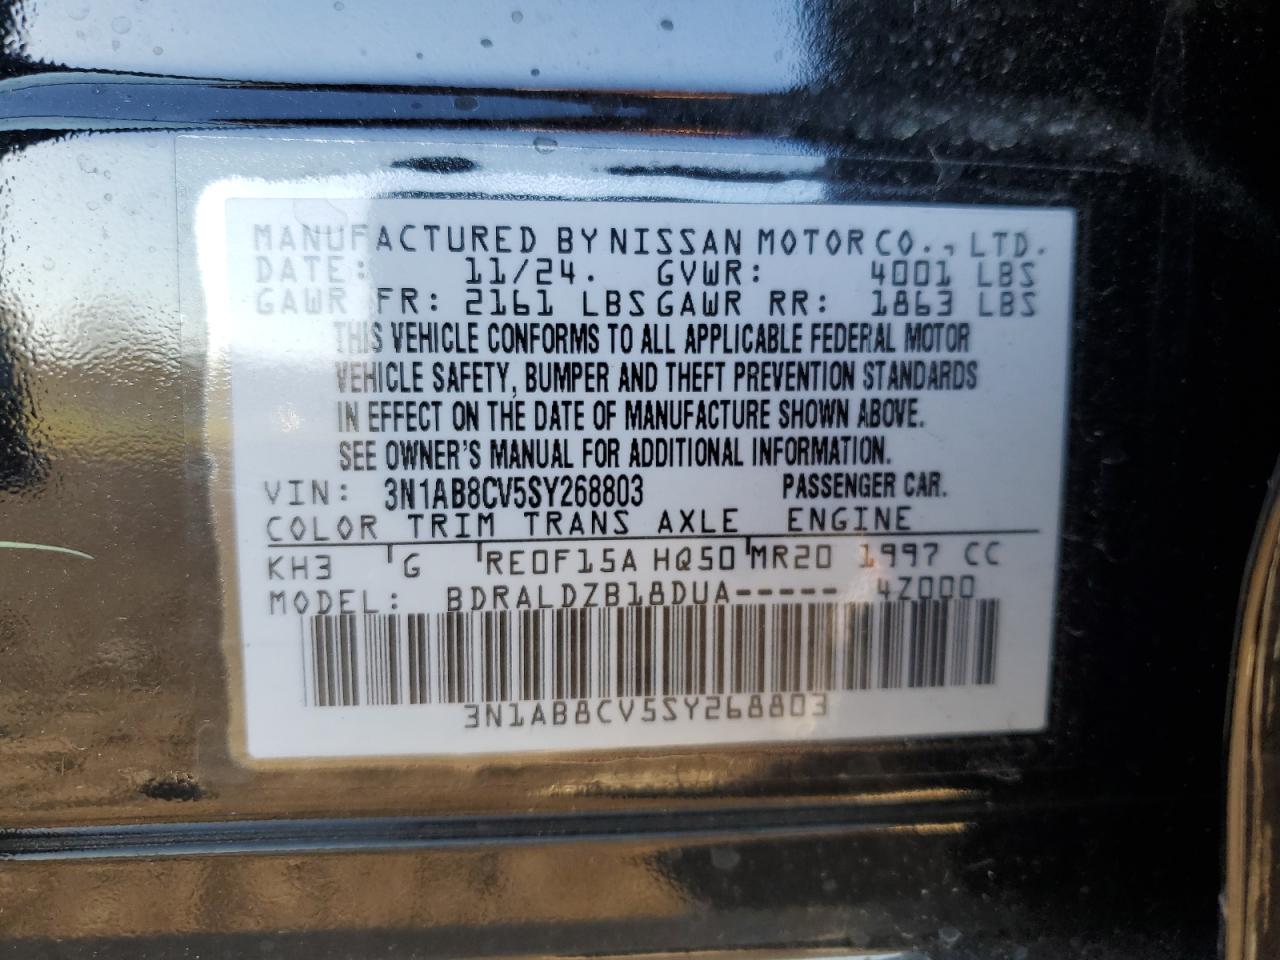 MANUFACTURED BY NISSAN MOTOR CO., LTD.
DATE: 11/24. GVWR: 4001 LBS
GAWR FR: 2161 LBS GAWR RR: 1863 LBS
THIS VEHICLE CONFORMS TO ALL APPLICABLE FEDERAL MOTOR
VEHICLE SAFETY, BUMPER AND THEFT PREVENTION STANDARDS
IN EFFECT ON THE DATE OF MANUFACTURE SHOWN ABOVE.
SEE OWNER'S MANUAL FOR ADDITIONAL INFORMATION.
VIN: 3N1AB8CV5SY268803 PASSENGER CAR.
COLOR TRIM TRANS AXLE ENGINE
KH3 G RE0F15A HQ50 MR20 1997 CC
MODEL: BDRALDZB18DUA----- 4Z000
3N1AB8CV5SY268803